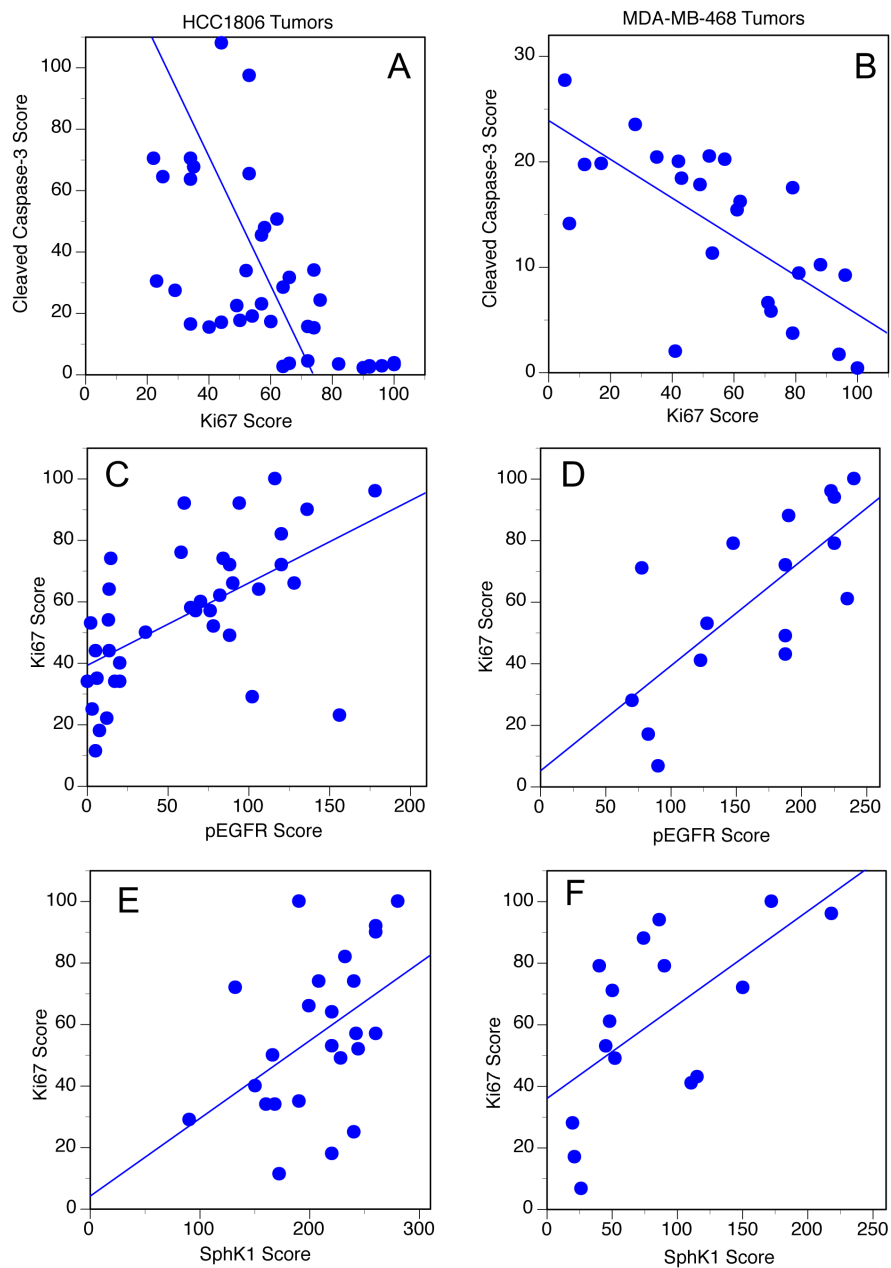 HCC1806 Tumors
MDA-MB-468 Tumors
A
Cleaved Caspase-3 Score
100
80
60
40
20
0
0 20 40 60 80 100
Ki67 Score
B
Cleaved Caspase-3 Score
30
20
10
0
0 20 40 60 80 100
Ki67 Score
C
Ki67 Score
100
80
60
40
20
0
0 50 100 150 200
pEGFR Score
D
Ki67 Score
100
80
60
40
20
0
0 50 100 150 200 250
pEGFR Score
E
Ki67 Score
100
80
60
40
20
0
0 100 200 300
SphK1 Score
F
Ki67 Score
100
80
60
40
20
0
0 50 100 150 200 250
SphK1 Score